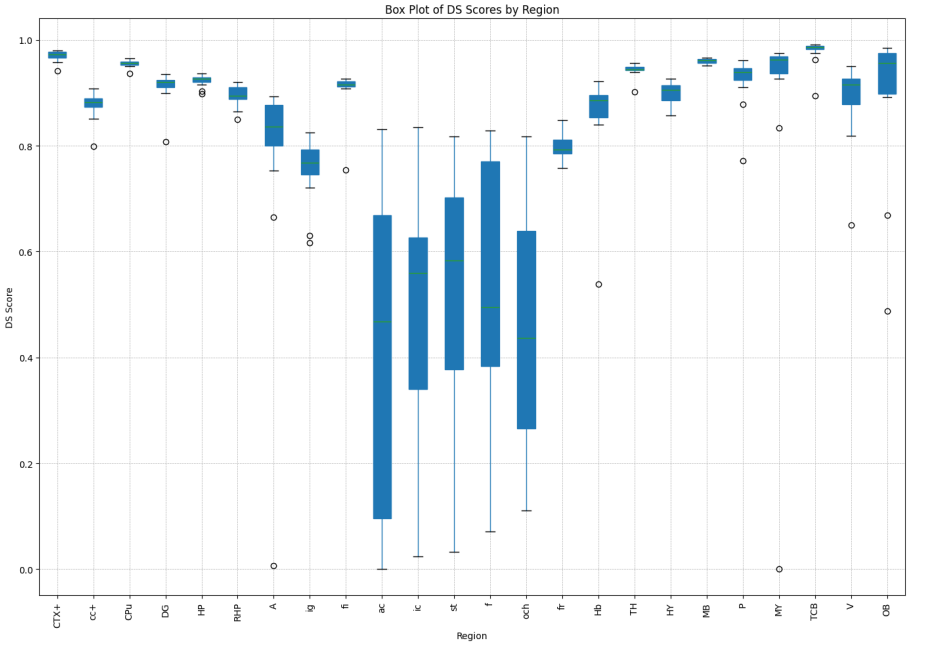 Box Plot of DS Scores by Region
DS Score
1.0
0.8
0.6
0.4
0.2
0.0
CTX+
cc+
CPu
DG
HP
RHP
A
ig
fi
ac
ic
st
f
och
fr
Hb
TH
HY
MB
P
MY
TCB
V
OB
Region